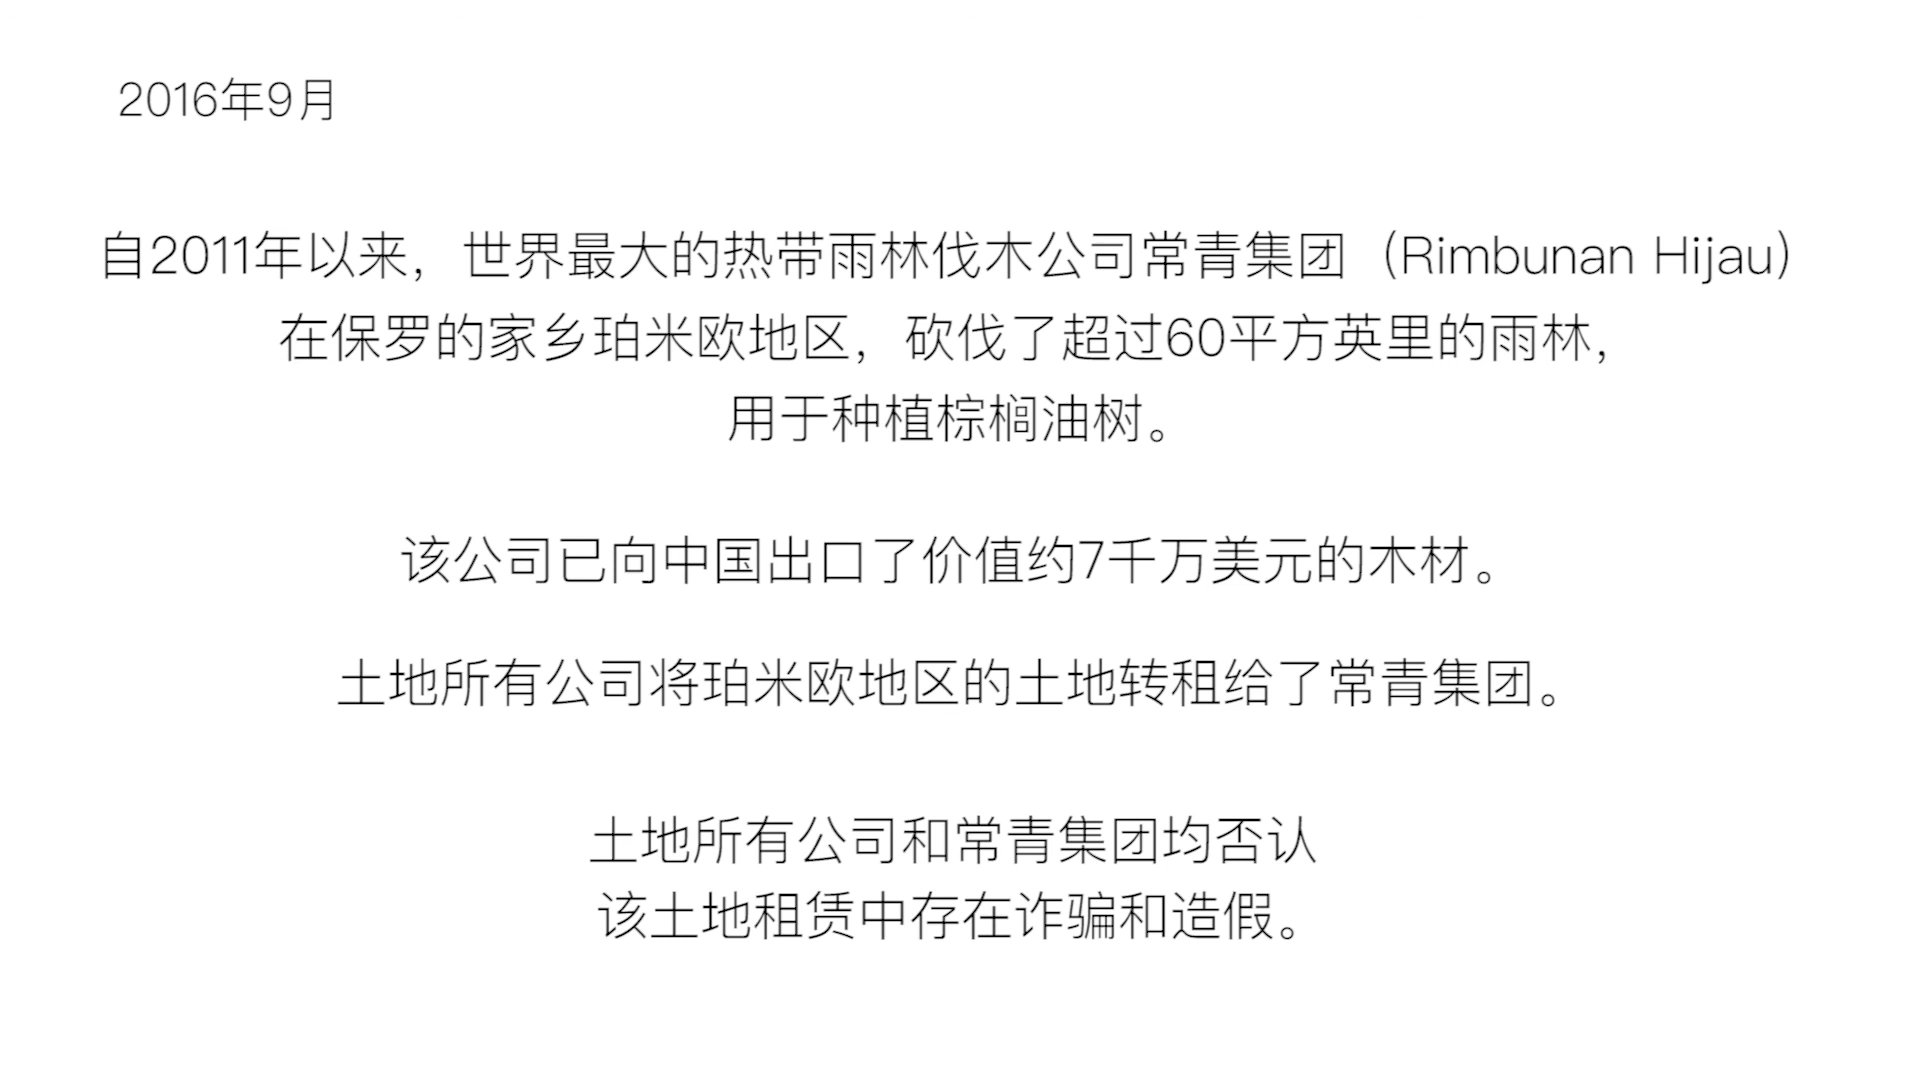 2016年9月
自2011年以来，世界最大的热带雨林伐木公司常青集团（Rimbunan Hijau）
在保罗的家乡珀米欧地区，砍伐了超过60平方英里的雨林，
用于种植棕榈油树。
该公司已向中国出口了价值约7千万美元的木材。
土地所有公司将珀米欧地区的土地转租给了常青集团。
土地所有公司和常青集团均否认
该土地租赁中存在诈骗和造假。